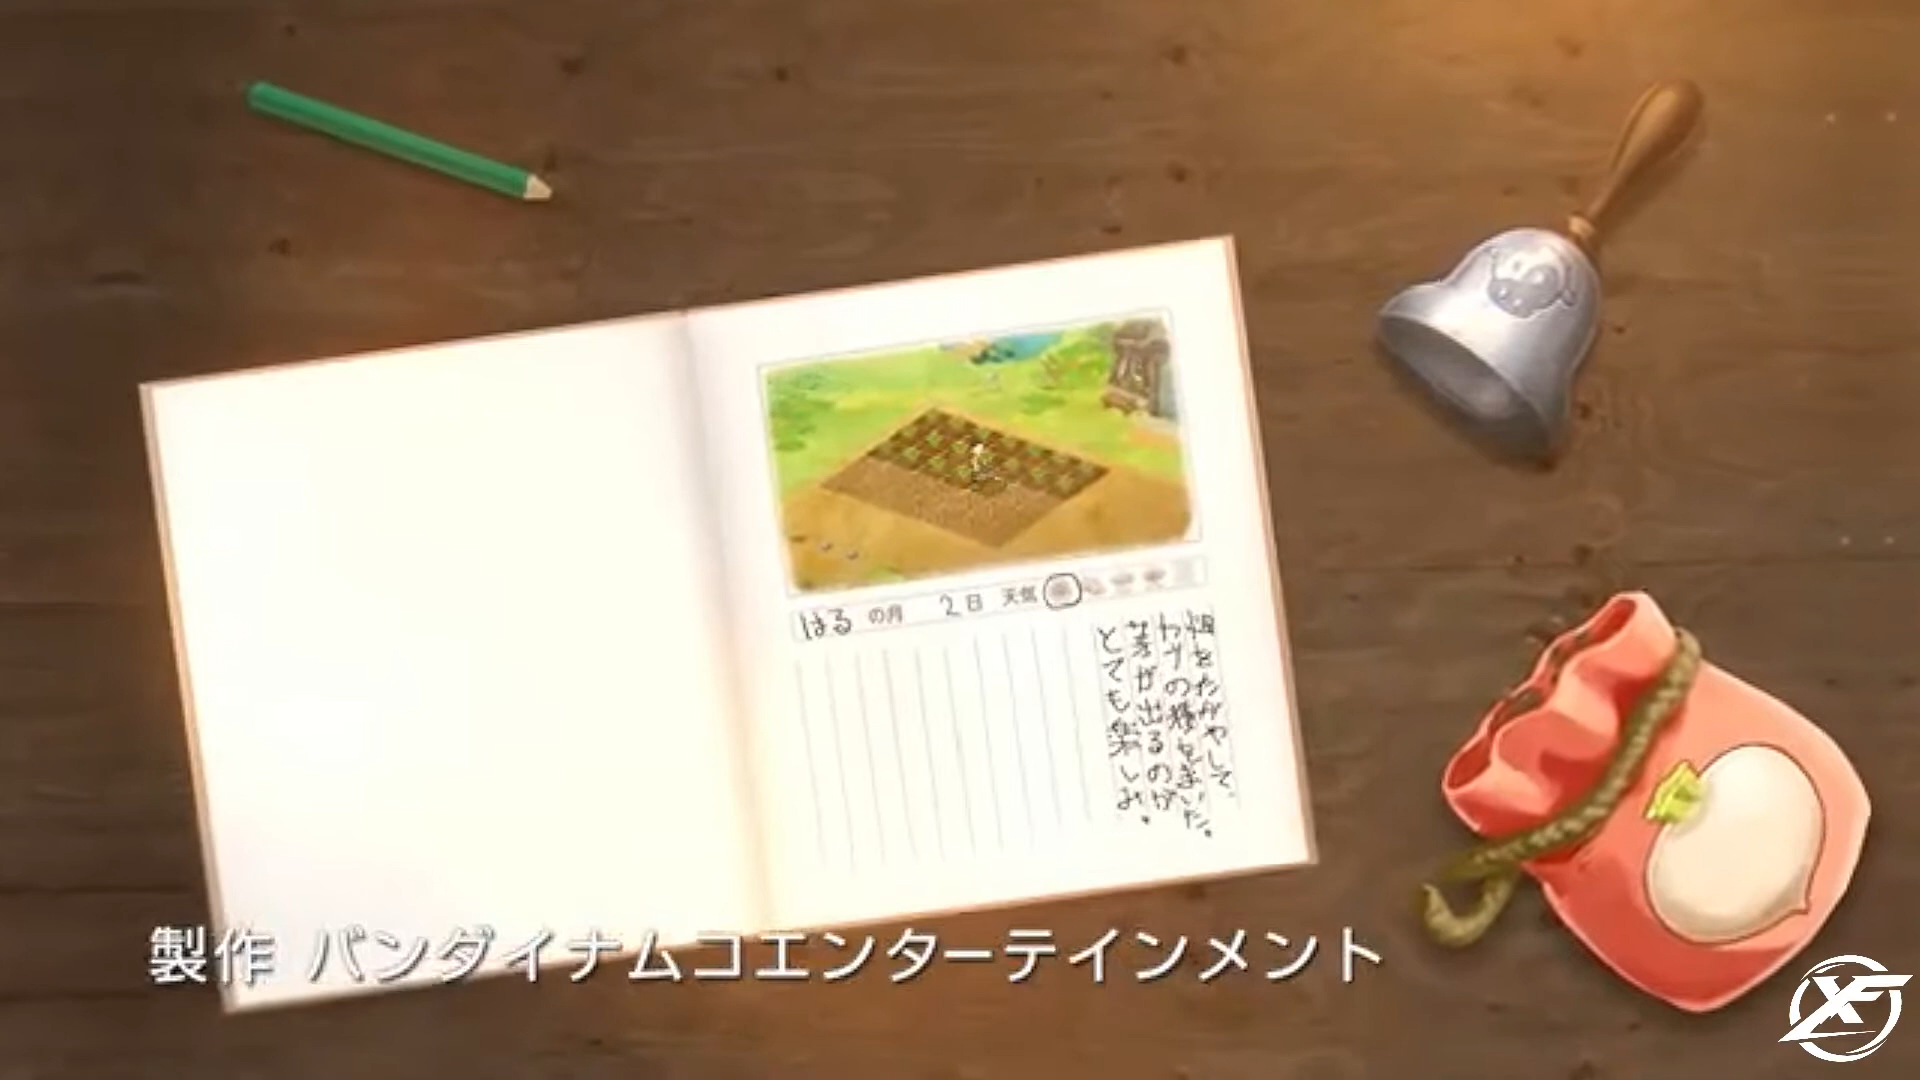 はるの月 2日 天気
畑をたがやして、
カブの種をまいた。
芽が出るのが
とても楽しみ。
製作 バンダイナムコエンターテインメント
XF